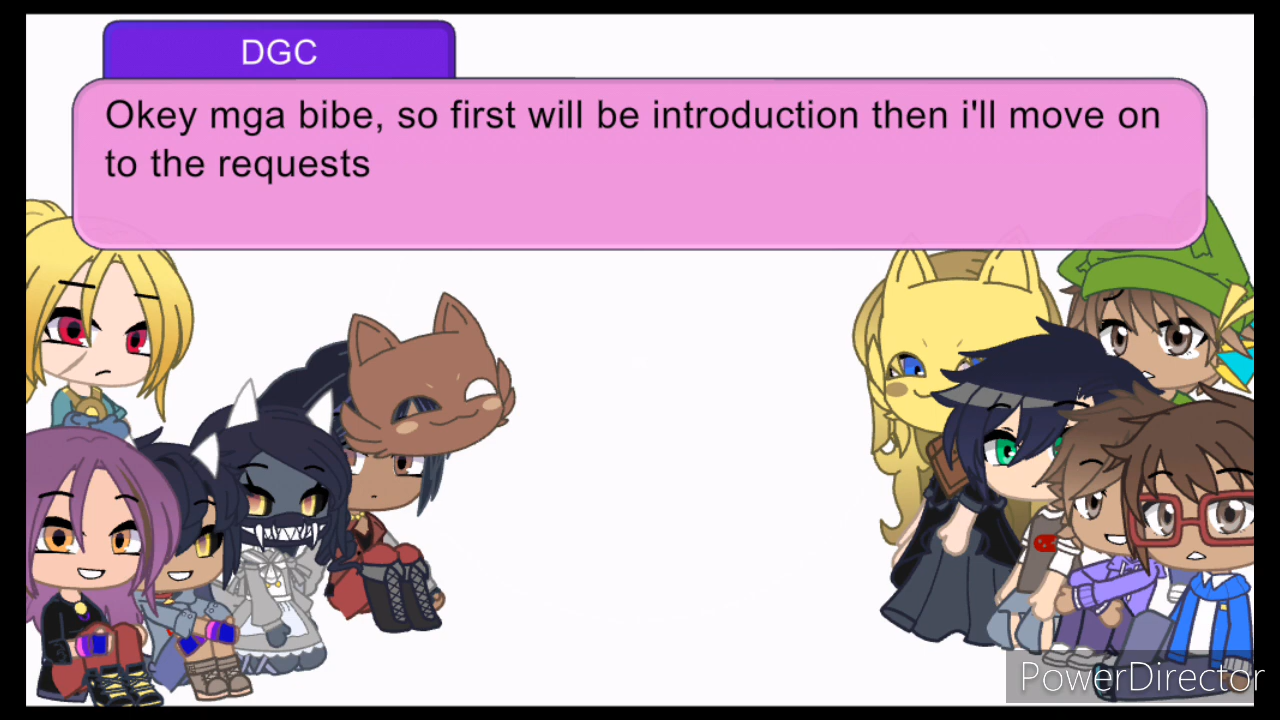 DGC
Okey mga bibe, so first will be introduction then i'll move on
to the requests
PowerDirector